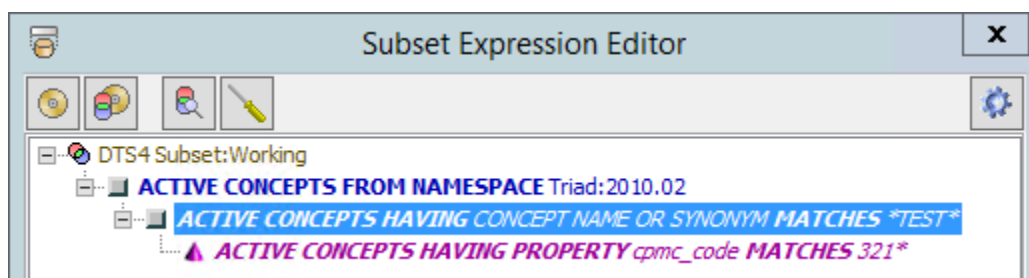 Subset Expression Editor
x
DTS4 Subset:Working
ACTIVE CONCEPTS FROM NAMESPACE Triad:2010.02
ACTIVE CONCEPTS HAVING CONCEPT NAME OR SYNONYM MATCHES *TEST*
ACTIVE CONCEPTS HAVING PROPERTY cpmc_code MATCHES 321*